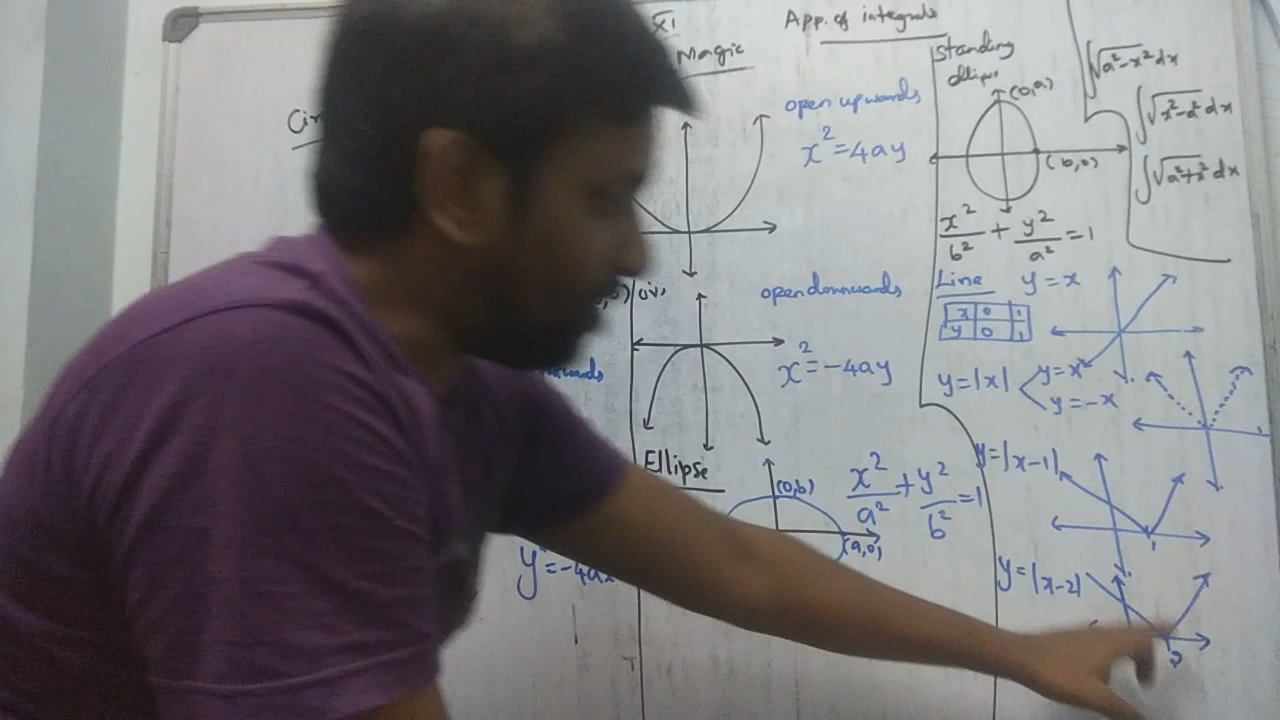 XI
Magic
App. of integrals
open upwards
x² = 4ay
(iv)
open downwards
x² = -4ay
Ellipse
(0,b)
(a,0)
x²/a² + y²/b² = 1
Standing
ellipse
(0,a)
(b,0)
x²/b² + y²/a² = 1
∫√a²-x² dx
∫√x²-a² dx
∫√a²+x² dx
Line y = x
x 0 1
y 0 1
y = |x| y = x
y = -x
y = |x-1|
1
y = |x-2|
2